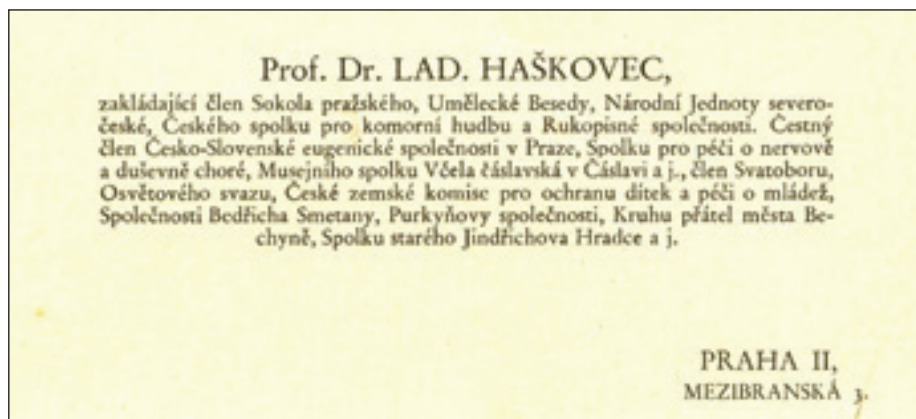 Prof. Dr. LAD. HAŠKOVEC,
zakládající člen Sokola pražského, Umělecké Besedy, Národní Jednoty severo-
české, Českého spolku pro komorní hudbu a Rukopisné společnosti. Čestný
člen Česko-Slovenské eugenické společnosti v Praze, Spolku pro péči o nervově
a duševně choré, Musejního spolku Včela čáslavská v Čáslavi a j., člen Svatoboru,
Osvětového svazu, České zemské komise pro ochranu dítek a péči o mládež,
Společnosti Bedřicha Smetany, Purkyňovy společnosti, Kruhu přátel města Be-
chyně, Spolku starého Jindřichova Hradce a j.
PRAHA II,
MEZIBRANSKÁ 3.